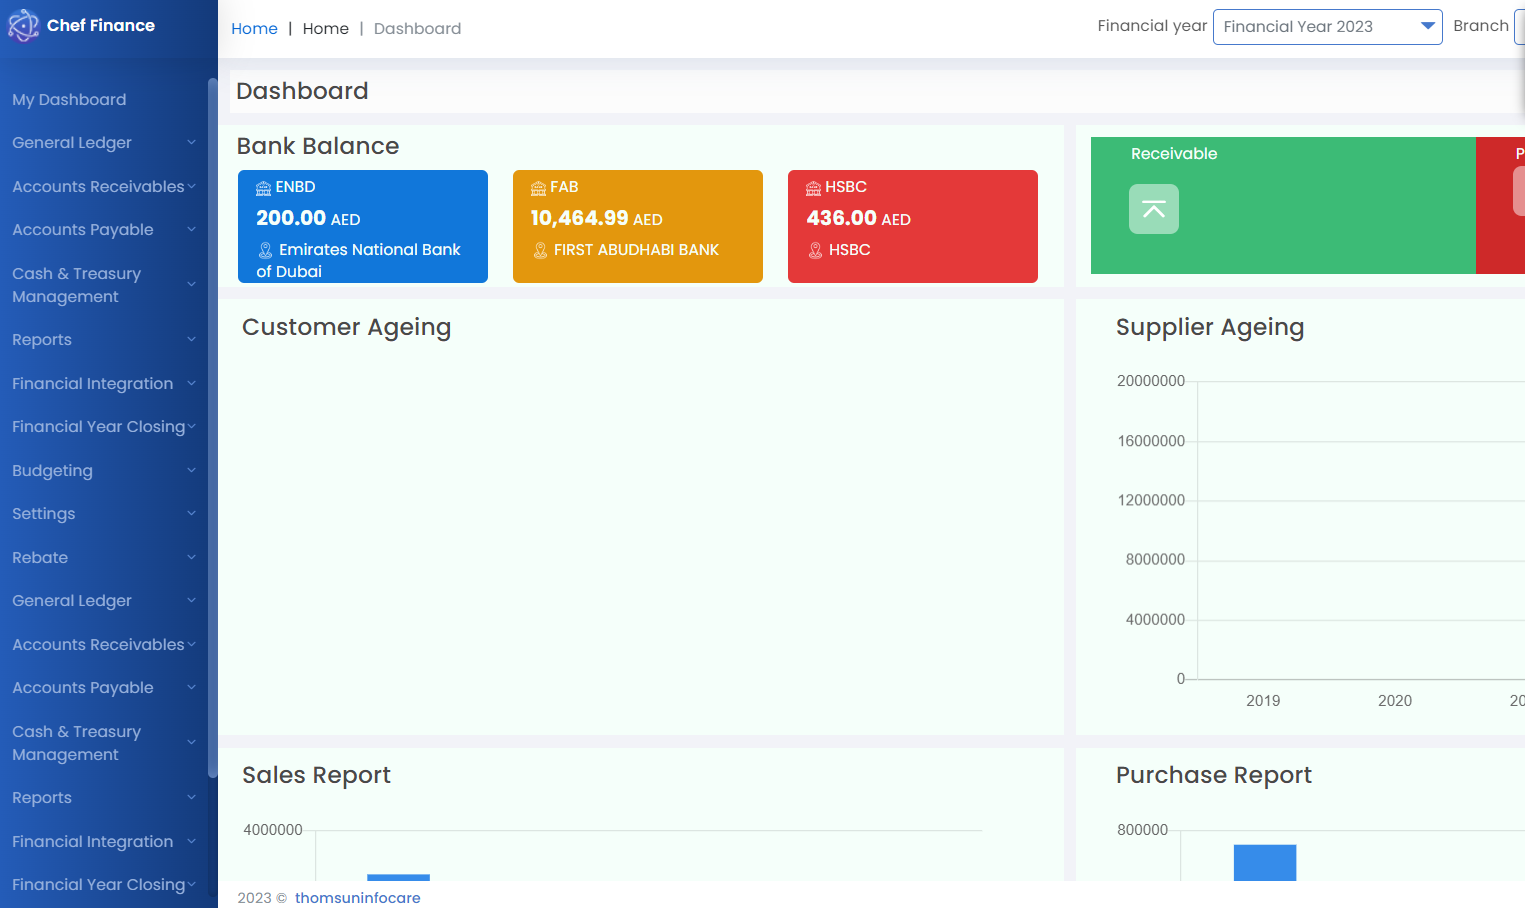 Chef Finance
Home | Home | Dashboard
Financial year Financial Year 2023 Branch
My Dashboard
General Ledger
Accounts Receivables
Accounts Payable
Cash & Treasury
Management
Reports
Financial Integration
Financial Year Closing
Budgeting
Settings
Rebate
General Ledger
Accounts Receivables
Accounts Payable
Cash & Treasury
Management
Reports
Financial Integration
Financial Year Closing
Dashboard
Bank Balance
ENBD
200.00 AED
Emirates National Bank
of Dubai
FAB
10,464.99 AED
FIRST ABUDHABI BANK
HSBC
436.00 AED
HSBC
Receivable
P
Customer Ageing
Supplier Ageing
20000000
16000000
12000000
8000000
4000000
0
2019 2020 20
Sales Report
4000000
Purchase Report
800000
2023 © thomsuninfocare